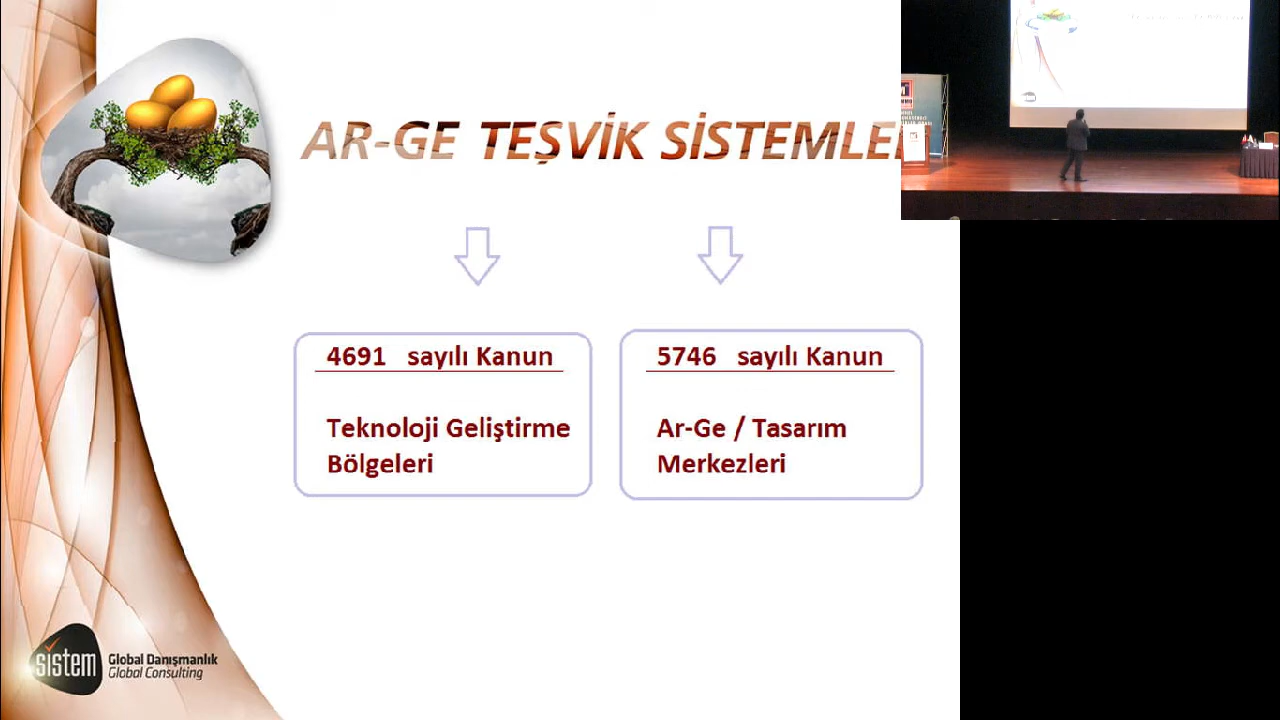 AR-GE TEŞVİK SİSTEMLE
4691 sayılı Kanun
Teknoloji Geliştirme
Bölgeleri
5746 sayılı Kanun
Ar-Ge / Tasarım
Merkezleri
sistem
Global Danışmanlık
Global Consulting